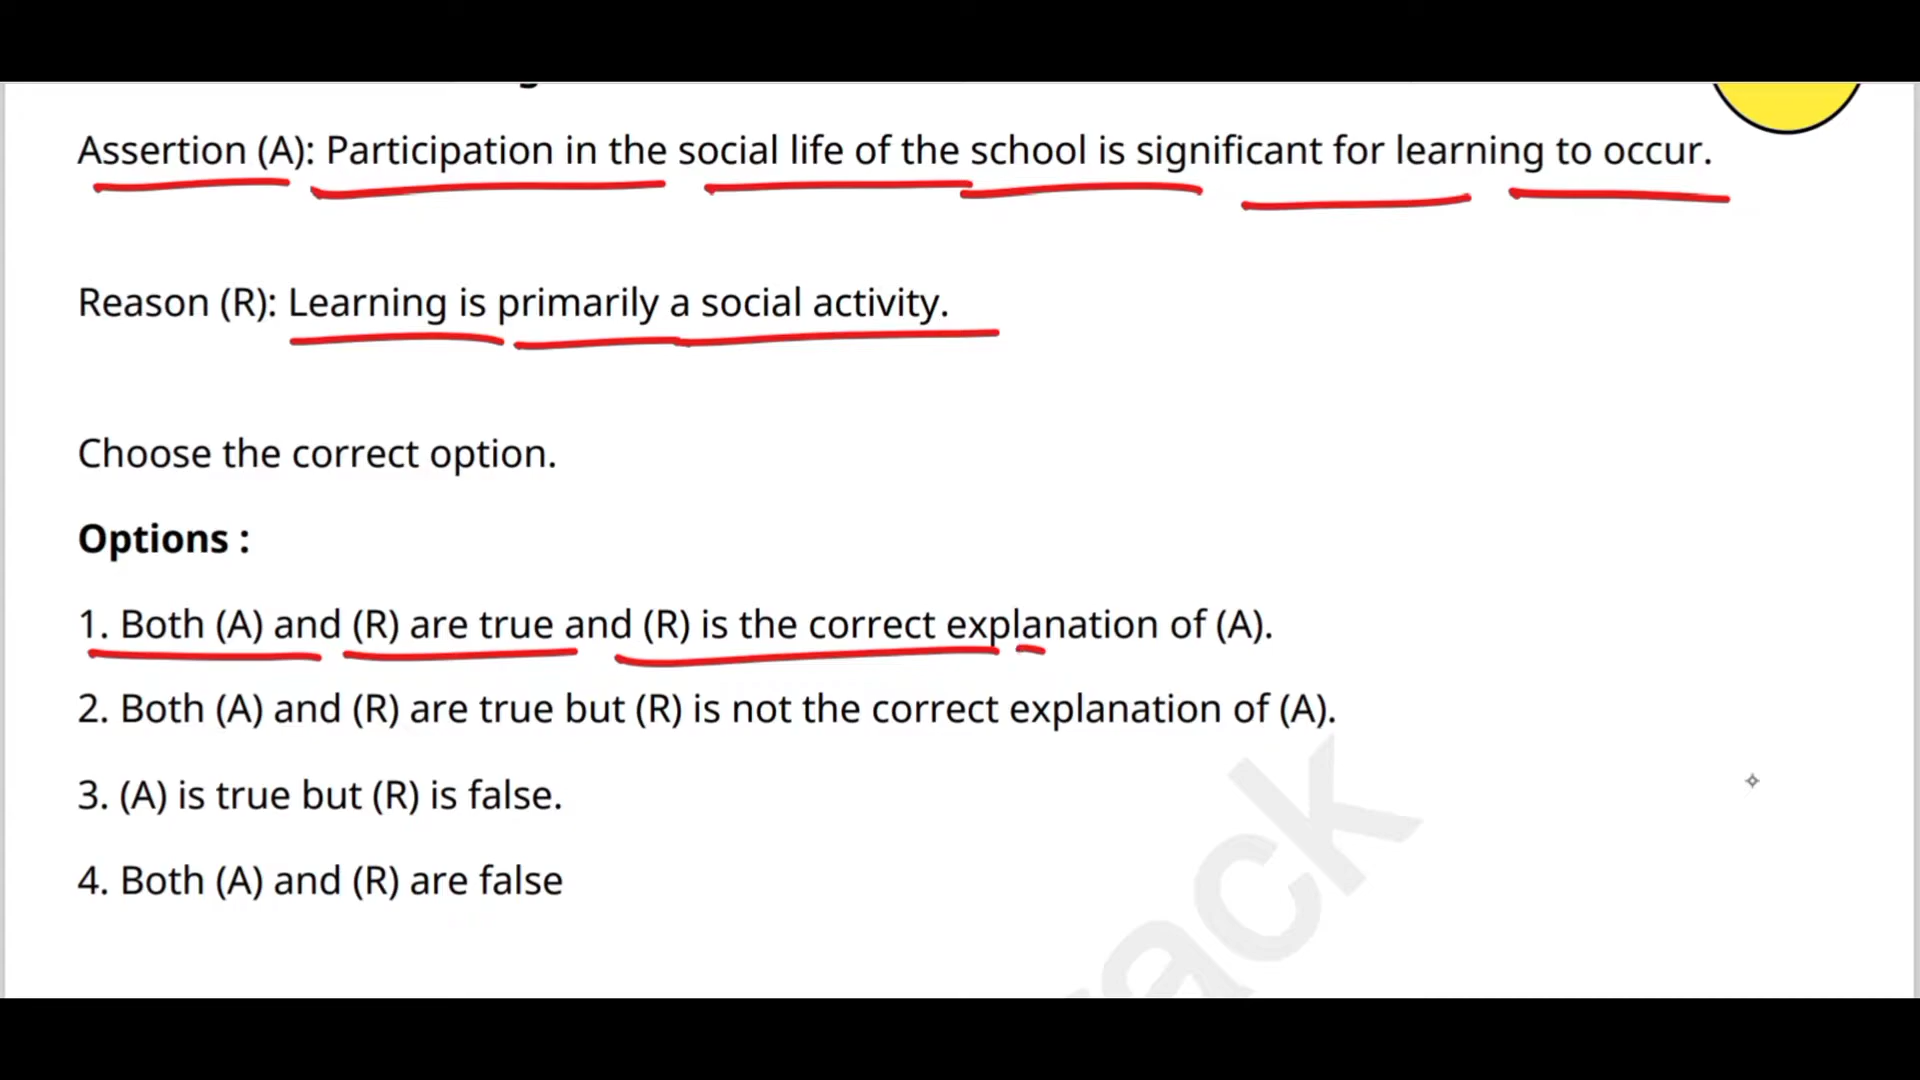 Assertion (A): Participation in the social life of the school is significant for learning to occur.
Reason (R): Learning is primarily a social activity.
Choose the correct option.
Options :
1. Both (A) and (R) are true and (R) is the correct explanation of (A).
2. Both (A) and (R) are true but (R) is not the correct explanation of (A).
3. (A) is true but (R) is false.
4. Both (A) and (R) are false
ack